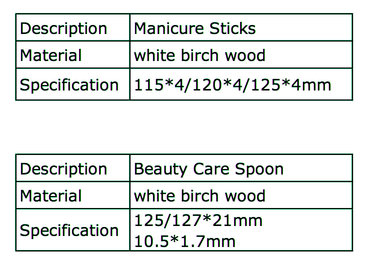 Description Manicure Sticks
Material white birch wood
Specification 115*4/120*4/125*4mm
Description Beauty Care Spoon
Material white birch wood
Specification 125/127*21mm
10.5*1.7mm